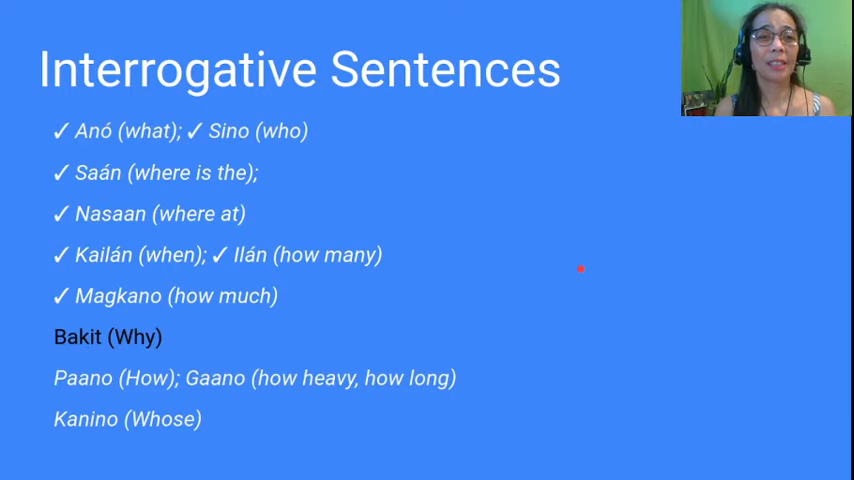 Interrogative Sentences
✓ Anó (what); ✓ Sino (who)
✓ Saán (where is the);
✓ Nasaan (where at)
✓ Kailán (when); ✓ Ilán (how many)
✓ Magkano (how much)
Bakit (Why)
Paano (How); Gaano (how heavy, how long)
Kanino (Whose)